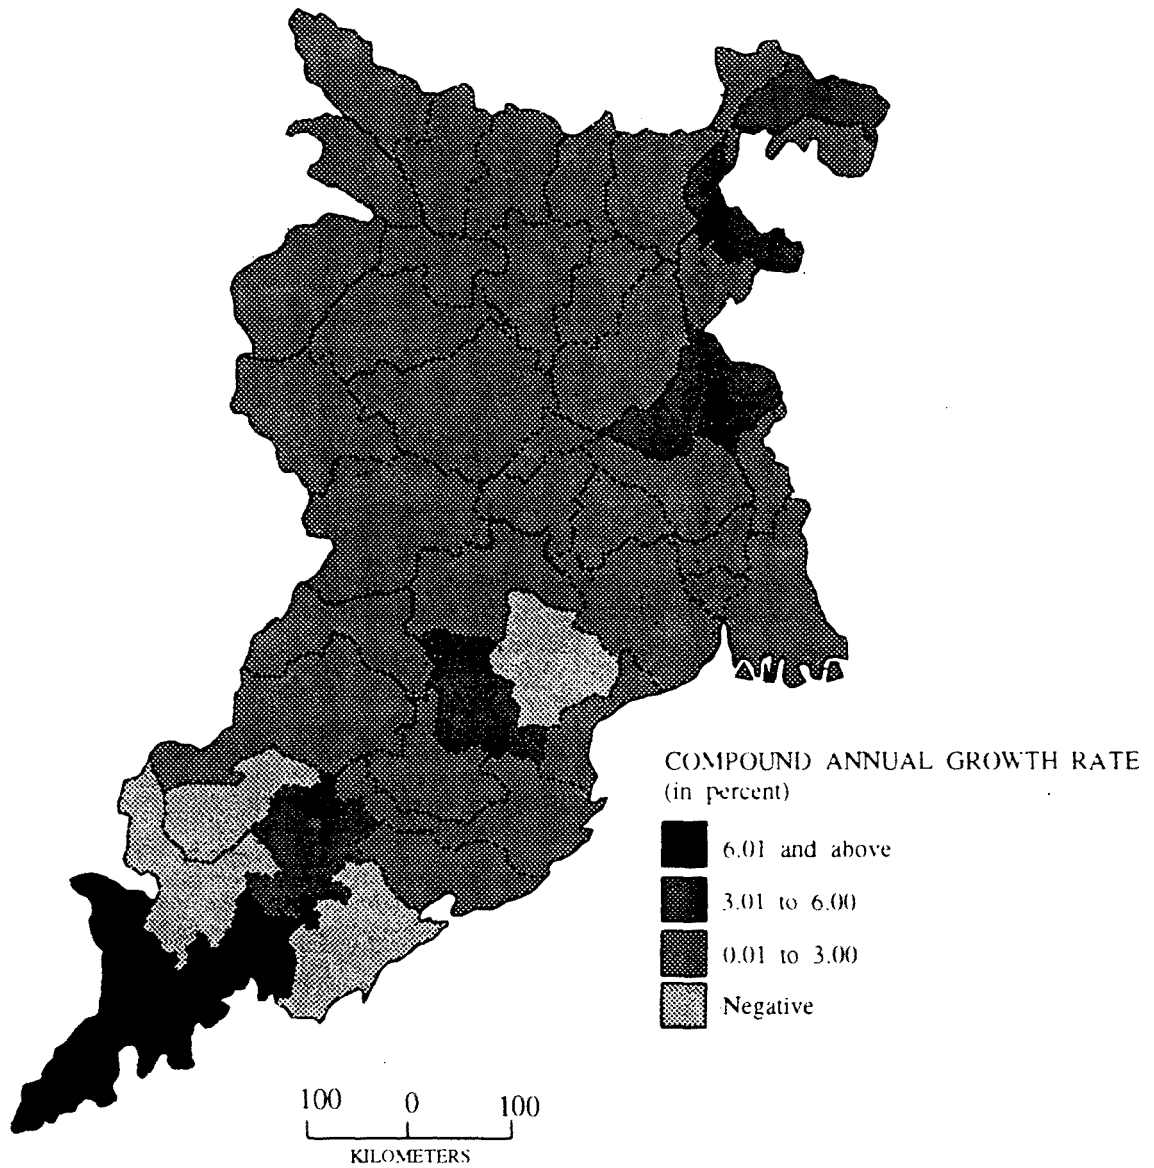 COMPOUND ANNUAL GROWTH RATE
(in percent)
6.01 and above
3.01 to 6.00
0.01 to 3.00
Negative
100 0 100
KILOMETERS